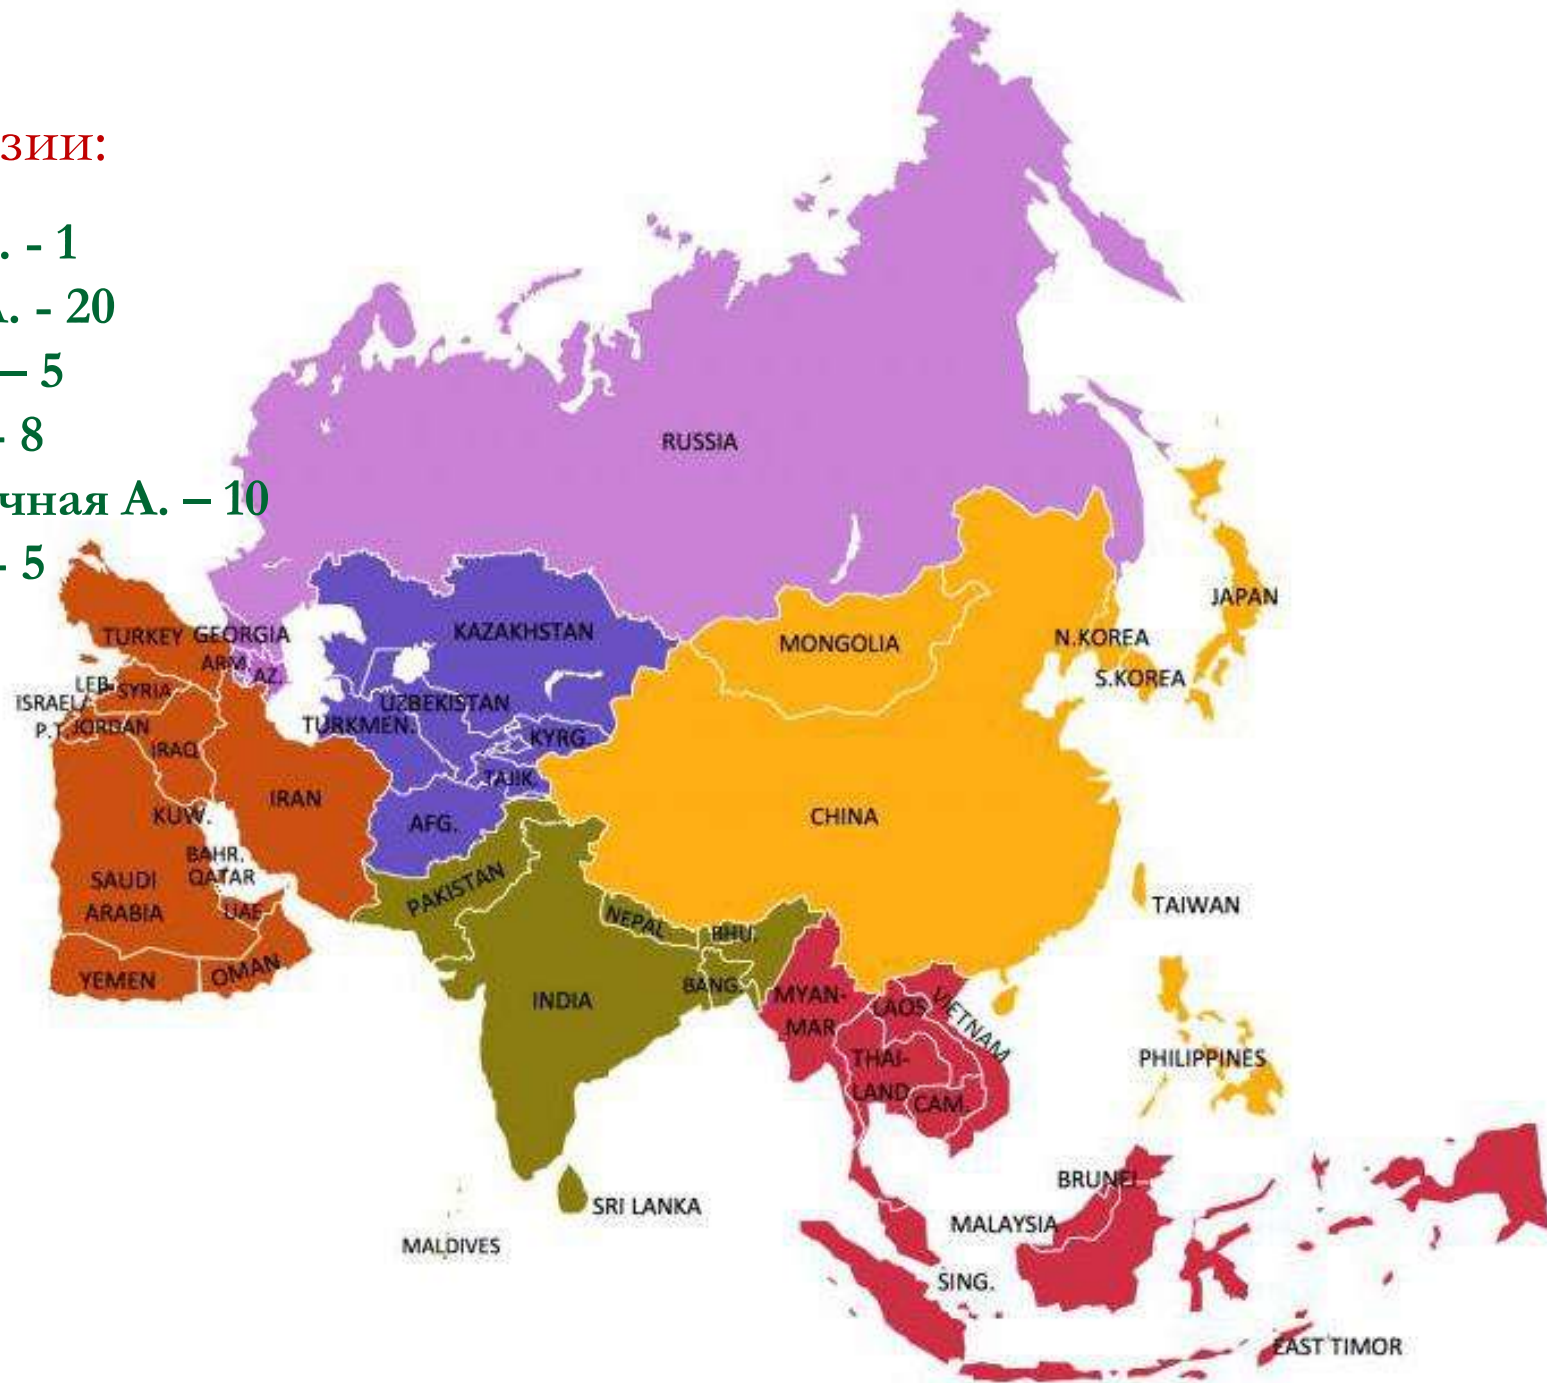 зии:
. - 1
А. - 20
– 5
- 8
чная А. – 10
- 5
RUSSIA
JAPAN
TURKEY GEORGIA
KAZAKHSTAN
MONGOLIA
N.KOREA
ARM.
AZ.
S.KOREA
LEB.
SYRIA
ISRAEL/
P.T.
JORDAN
UZBEKISTAN
TURKMEN.
KYRG.
IRAQ
TAJIK.
IRAN
KUW.
AFG.
CHINA
BAHR.
QATAR
SAUDI
ARABIA
UAE
PAKISTAN
TAIWAN
NEPAL
BHU.
YEMEN
OMAN
INDIA
BANG.
MYAN-
MAR
LAOS
VIETNAM
THAI-
LAND
CAM.
PHILIPPINES
BRUNEI
SRI LANKA
MALAYSIA
MALDIVES
SING.
EAST TIMOR